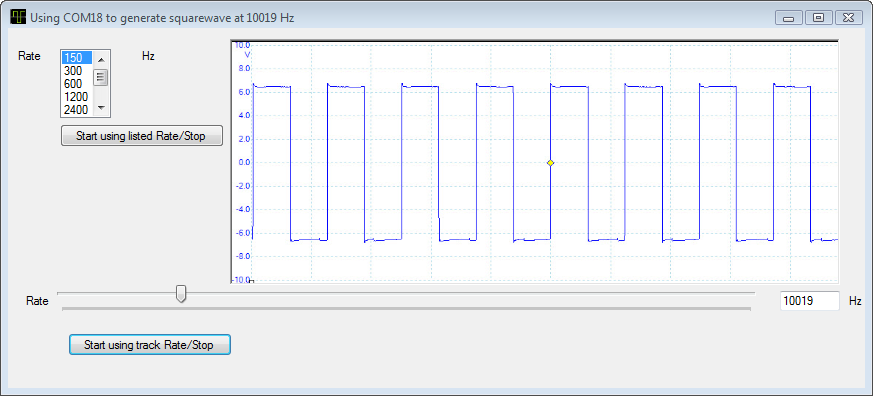 Using COM18 to generate squarewave at 10019 Hz
Rate
150
300
600
1200
2400
Hz
Start using listed Rate/Stop
10.0
V
8.0
6.0
4.0
2.0
0.0
-2.0
-4.0
-6.0
-8.0
-10.0
Rate
10019
Hz
Start using track Rate/Stop